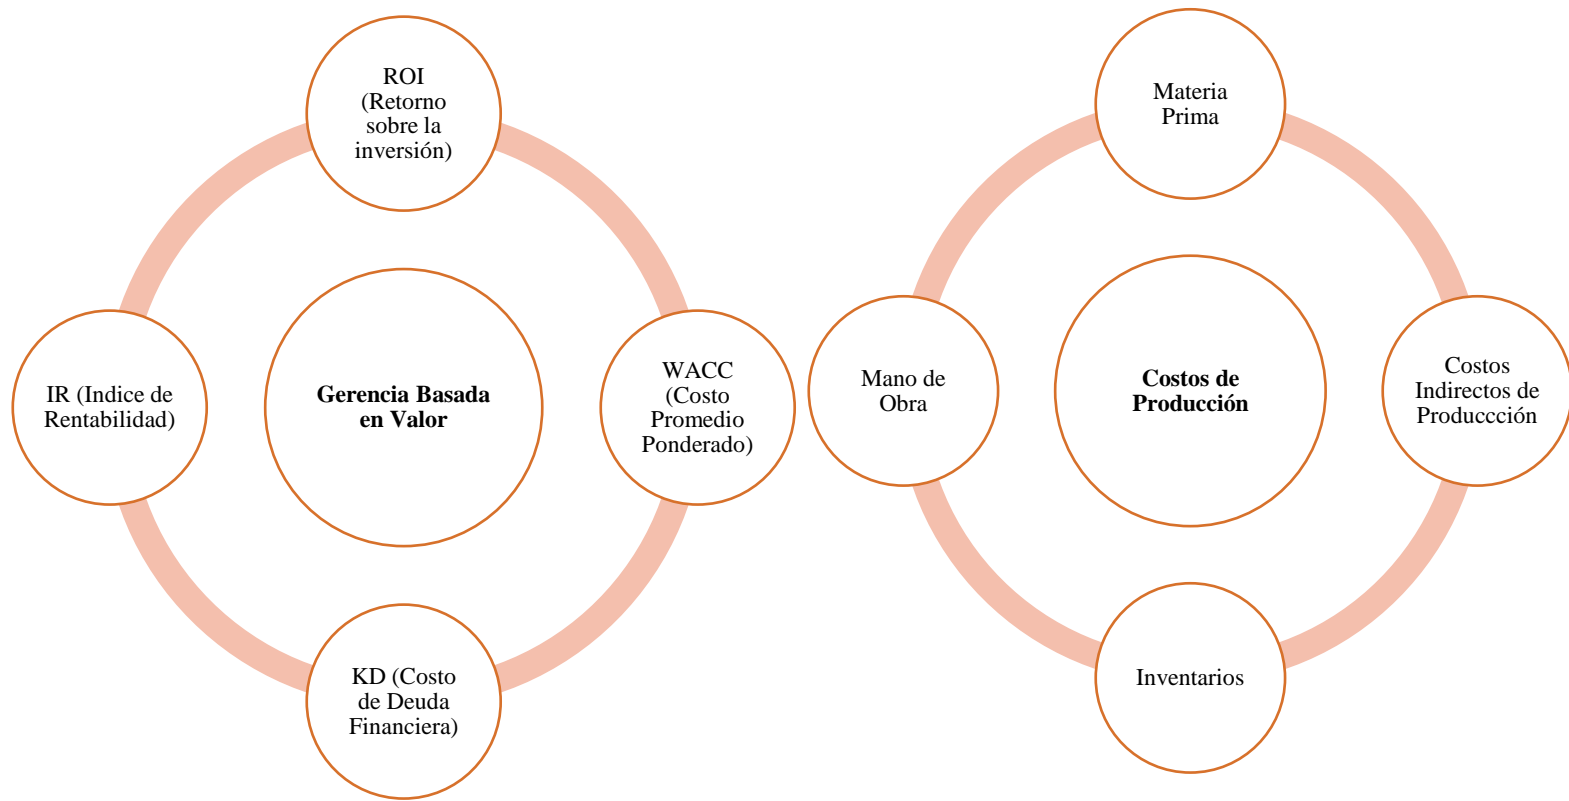 ROI
(Retorno
sobre la
inversión)
WACC
(Costo
Promedio
Ponderado)
KD (Costo
de Deuda
Financiera)
IR (Indice de
Rentabilidad)
Gerencia Basada
en Valor
Materia
Prima
Costos
Indirectos de
Produccción
Inventarios
Mano de
Obra
Costos de
Producción